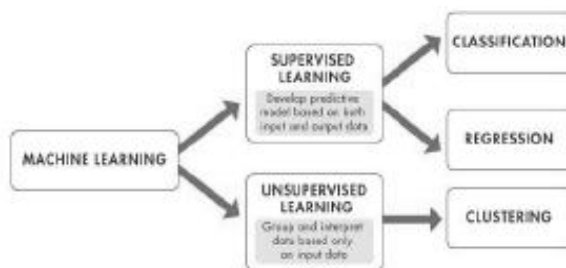 MACHINE LEARNING
SUPERVISED
LEARNING
Develop predictive
model based on both
input and output data
UNSUPERVISED
LEARNING
Group and interpret
data based only
on input data
CLASSIFICATION
REGRESSION
CLUSTERING